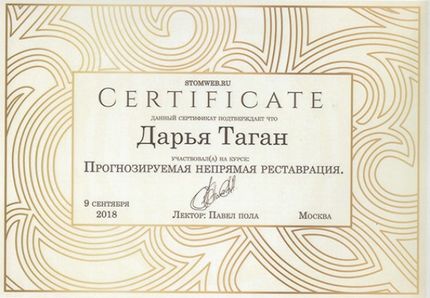 STOMWEB.RU
CERTIFICATE
ДАННЫЙ СЕРТИФИКАТ ПОДТВЕРЖДАЕТ ЧТО
Дарья Таган
УЧАСТВОВАЛ(А) НА КУРСЕ:
ПРОГНОЗИРУЕМАЯ НЕПРЯМАЯ РЕСТАВРАЦИЯ.
9 СЕНТЯБРЯ
2018 ЛЕКТОР: ПАВЕЛ ПОЛА МОСКВА